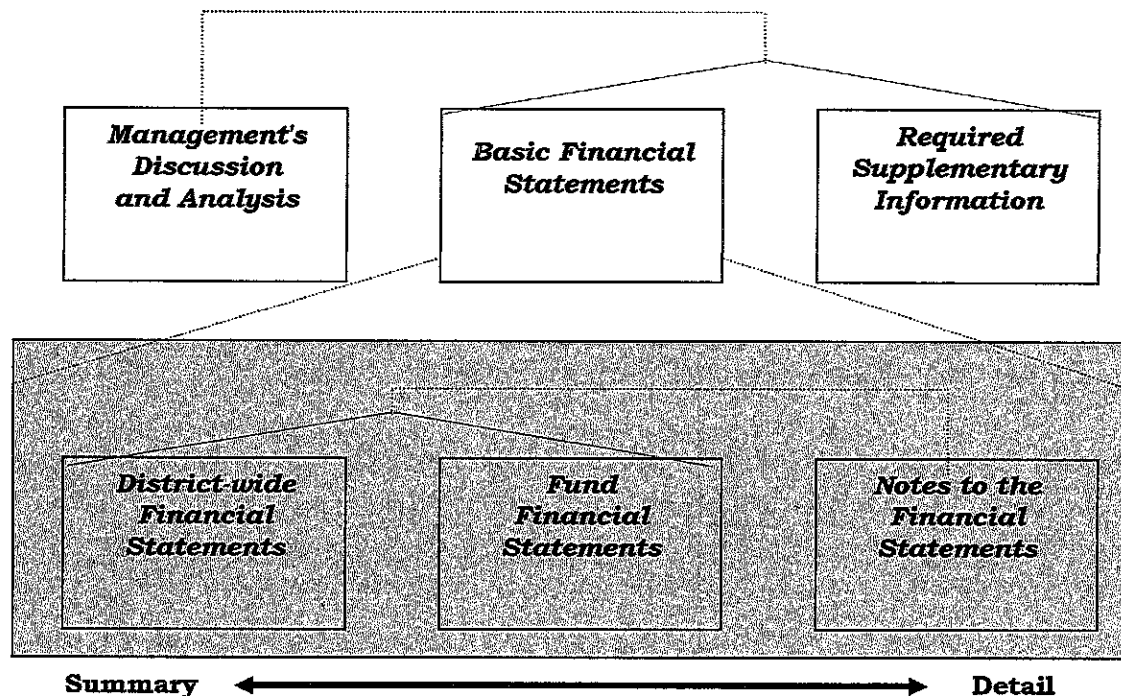 Management's
Discussion
and Analysis
Basic Financial
Statements
Required
Supplementary
Information
District-wide
Financial
Statements
Fund
Financial
Statements
Notes to the
Financial
Statements
Summary
Detail